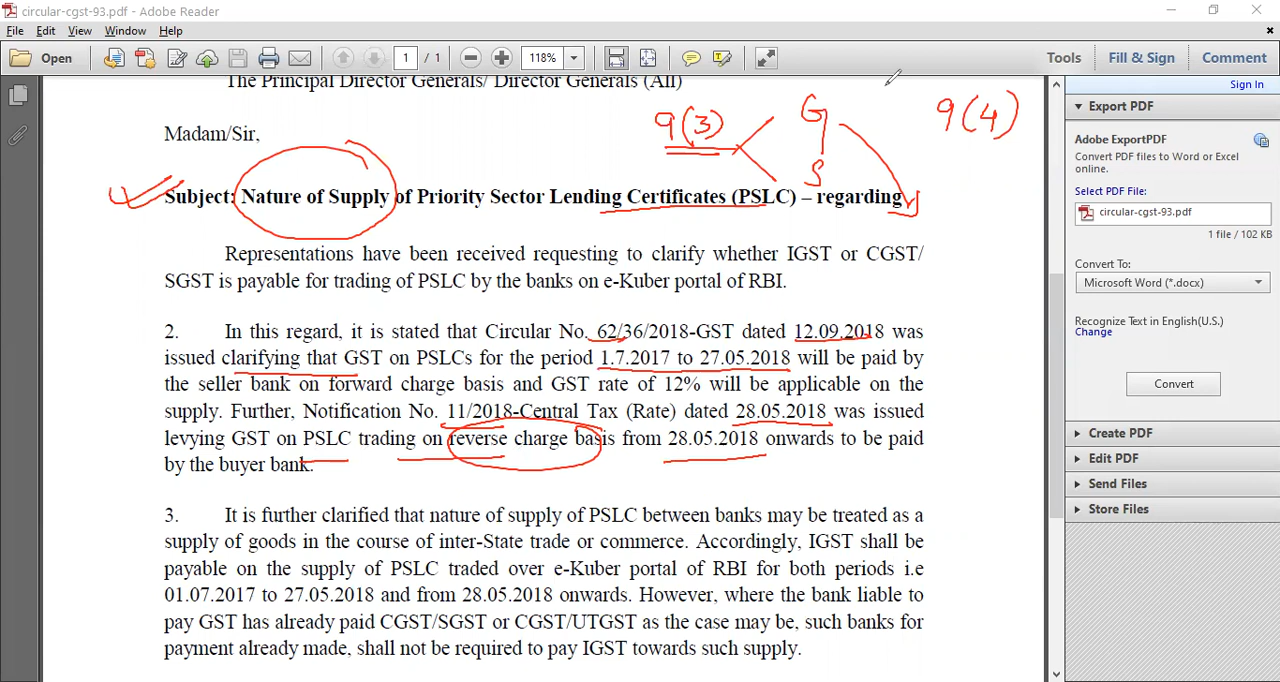 circular-cgst-93.pdf - Adobe Reader
File Edit View Window Help
Open 1 / 1 118% Tools Fill & Sign Comment
Sign In
The Principal Director Generals/ Director Generals (All)
Madam/Sir,
9(3) G S 9(4)
Subject: Nature of Supply of Priority Sector Lending Certificates (PSLC) – regarding
Representations have been received requesting to clarify whether IGST or CGST/
SGST is payable for trading of PSLC by the banks on e-Kuber portal of RBI.
2. In this regard, it is stated that Circular No. 62/36/2018-GST dated 12.09.2018 was
issued clarifying that GST on PSLCs for the period 1.7.2017 to 27.05.2018 will be paid by
the seller bank on forward charge basis and GST rate of 12% will be applicable on the
supply. Further, Notification No. 11/2018-Central Tax (Rate) dated 28.05.2018 was issued
levying GST on PSLC trading on reverse charge basis from 28.05.2018 onwards to be paid
by the buyer bank.
3. It is further clarified that nature of supply of PSLC between banks may be treated as a
supply of goods in the course of inter-State trade or commerce. Accordingly, IGST shall be
payable on the supply of PSLC traded over e-Kuber portal of RBI for both periods i.e
01.07.2017 to 27.05.2018 and from 28.05.2018 onwards. However, where the bank liable to
pay GST has already paid CGST/SGST or CGST/UTGST as the case may be, such banks for
payment already made, shall not be required to pay IGST towards such supply.
Export PDF
Adobe ExportPDF
Convert PDF files to Word or Excel
online.
Select PDF File:
circular-cgst-93.pdf
1 file / 102 KB
Convert To:
Microsoft Word (*.docx)
Recognize Text in English(U.S.)
Change
Convert
Create PDF
Edit PDF
Send Files
Store Files